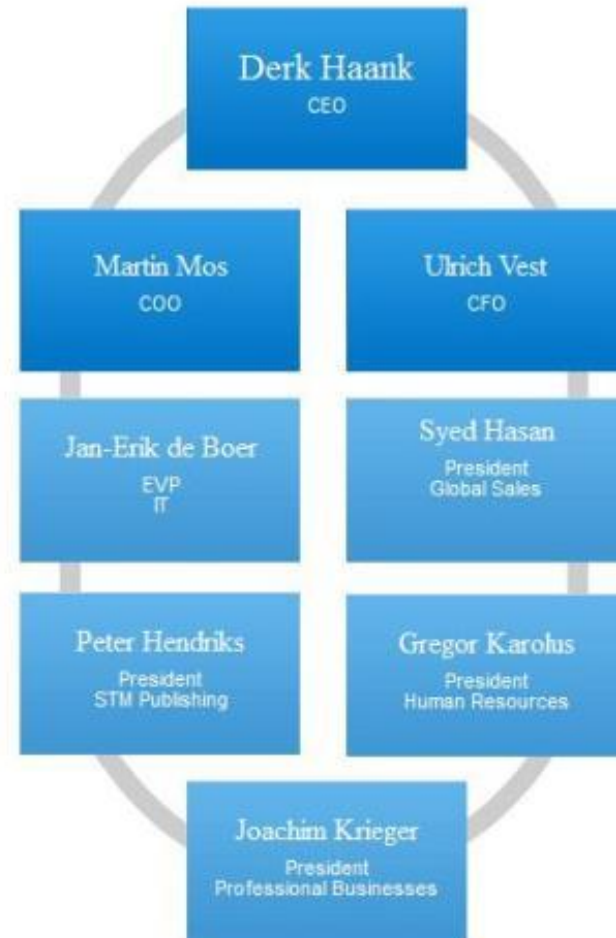 Derk Haank
CEO
Martin Mos
COO
Ulrich Vest
CFO
Jan-Erik de Boer
EVP
IT
Syed Hasan
President
Global Sales
Peter Hendriks
President
STM Publishing
Gregor Karolus
President
Human Resources
Joachim Krieger
President
Professional Businesses